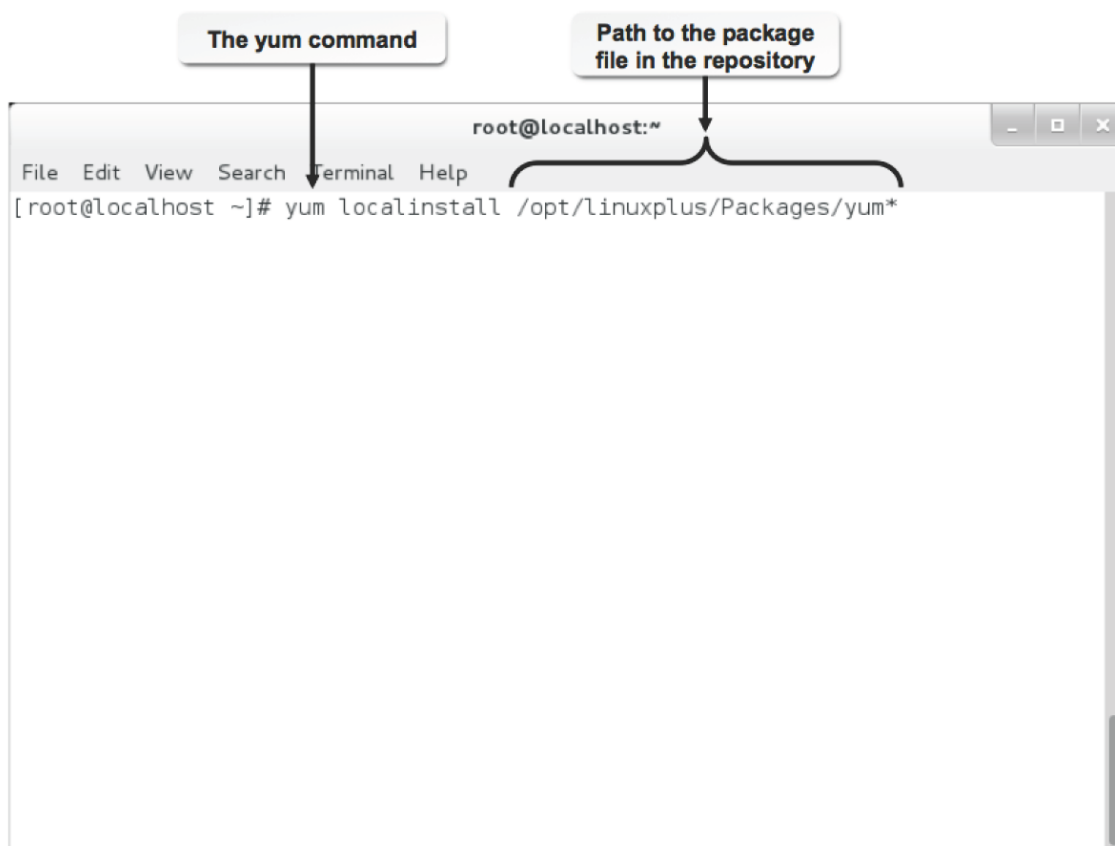 The yum command
Path to the package
file in the repository
root@localhost:~
File Edit View Search Terminal Help
[root@localhost ~]# yum localinstall /opt/linuxplus/Packages/yum*